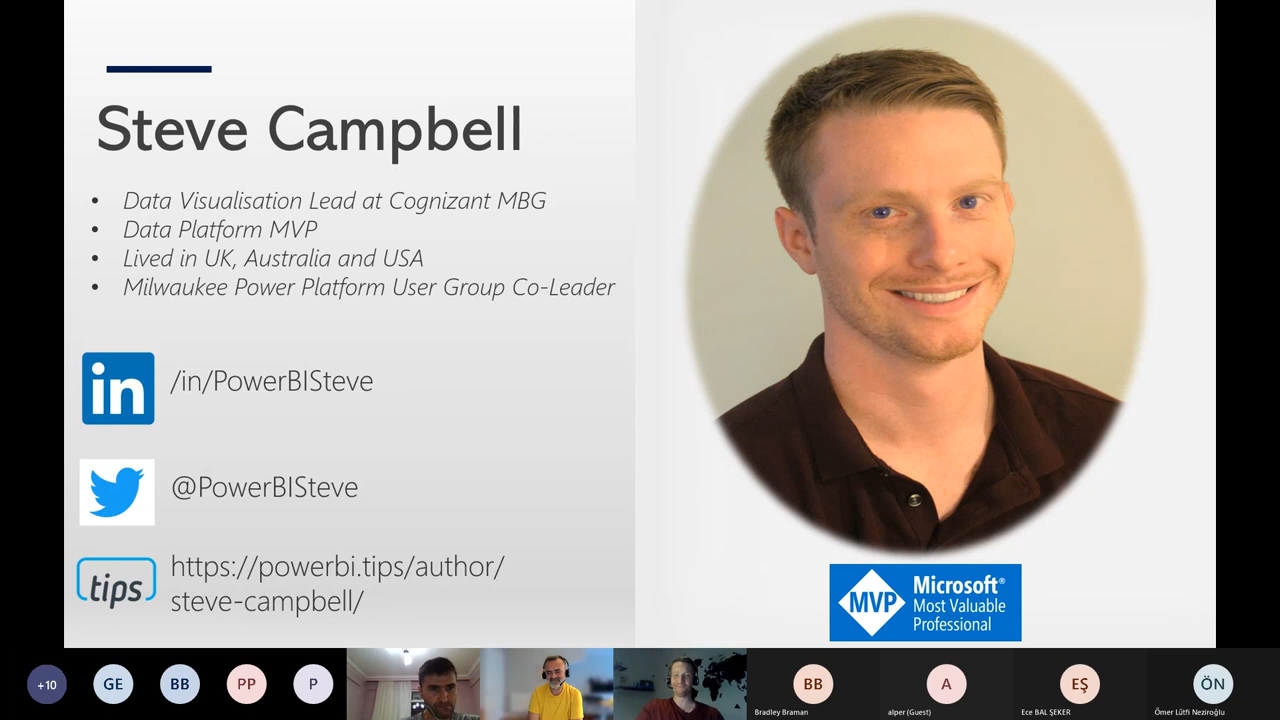 Steve Campbell
• Data Visualisation Lead at Cognizant MBG
• Data Platform MVP
• Lived in UK, Australia and USA
• Milwaukee Power Platform User Group Co-Leader
in
/in/PowerBISteve
@PowerBISteve
tips
https://powerbi.tips/author/
steve-campbell/
MVP
Microsoft®
Most Valuable
Professional
+10
GE
BB
PP
P
BB
Bradley Braman
A
alper (Guest)
EŞ
Ece BAL ŞEKER
ÖN
Ömer Lütfi Neziroğlu